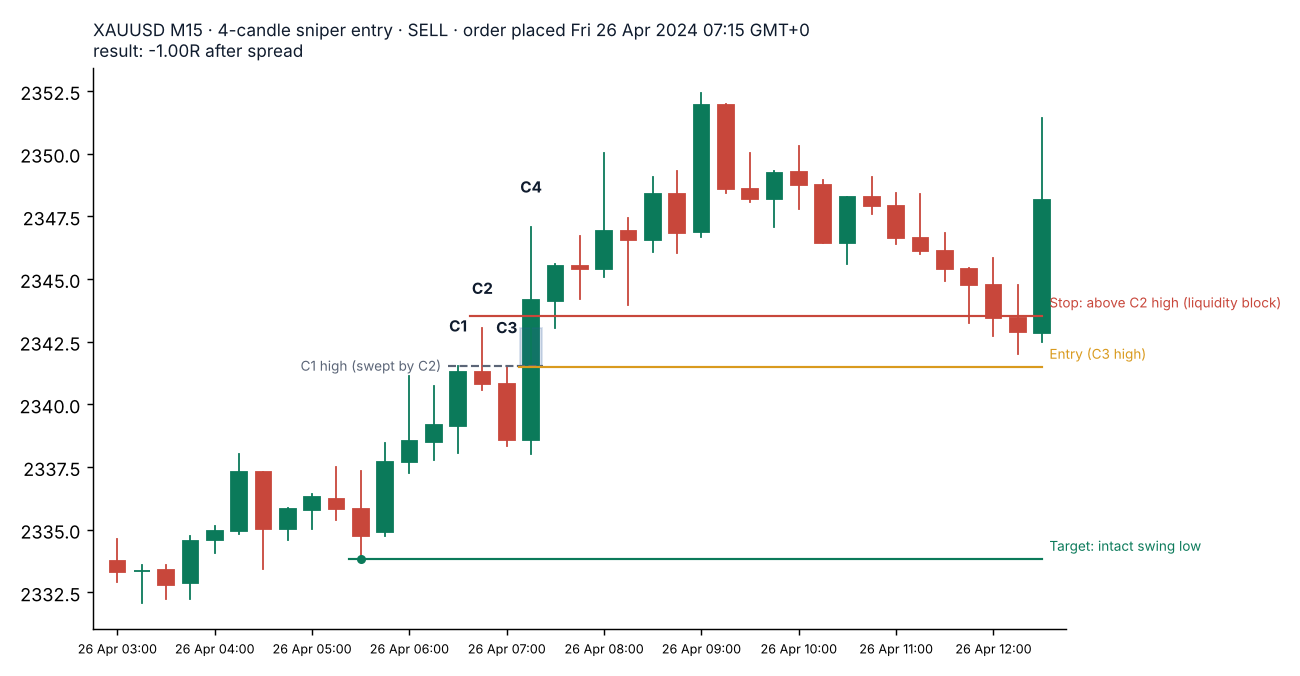 XAUUSD M15 · 4-candle sniper entry · SELL · order placed Fri 26 Apr 2024 07:15 GMT+0
result: -1.00R after spread
2352.5
2350.0
2347.5
2345.0
2342.5
2340.0
2337.5
2335.0
2332.5
C4
C2
C1
C3
Stop: above C2 high (liquidity block)
Entry (C3 high)
C1 high (swept by C2)
Target: intact swing low
26 Apr 03:00
26 Apr 04:00
26 Apr 05:00
26 Apr 06:00
26 Apr 07:00
26 Apr 08:00
26 Apr 09:00
26 Apr 10:00
26 Apr 11:00
26 Apr 12:00